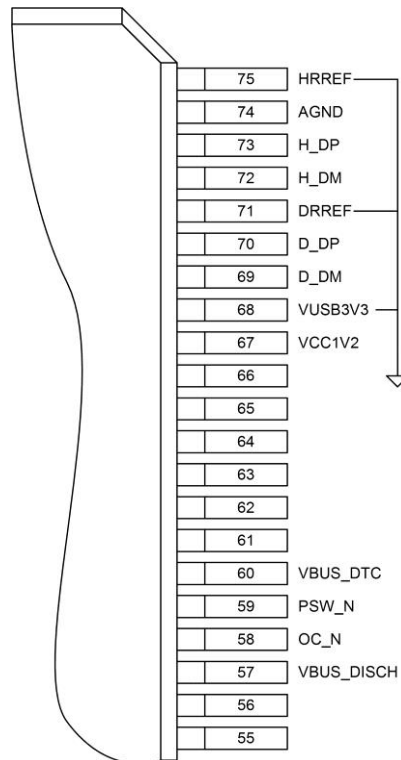 75 HRREF
74 AGND
73 H_DP
72 H_DM
71 DRREF
70 D_DP
69 D_DM
68 VUSB3V3
67 VCC1V2
66
65
64
63
62
61
60 VBUS_DTC
59 PSW_N
58 OC_N
57 VBUS_DISCH
56
55